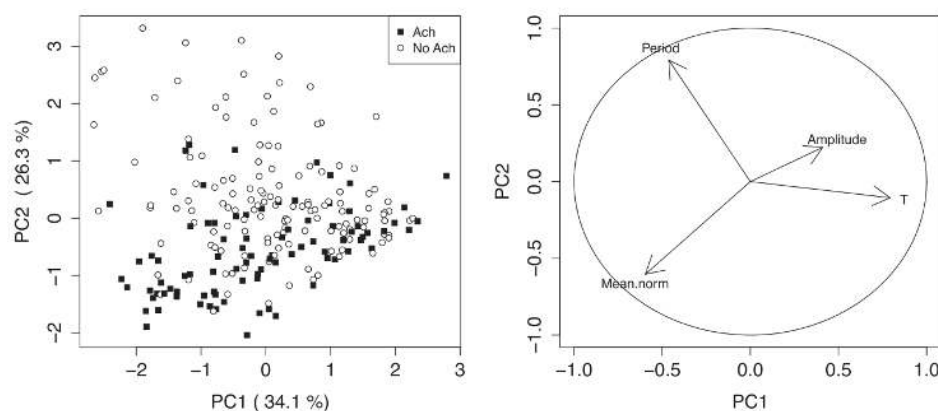 Ach
No Ach
3
2
1
0
−1
−2
PC2 ( 26.3 %)
−2
−1
0
1
2
3
PC1 ( 34.1 %)
1.0
0.5
0.0
−0.5
−1.0
PC2
Period
Amplitude
T
Mean.norm
−1.0
−0.5
0.0
0.5
1.0
PC1